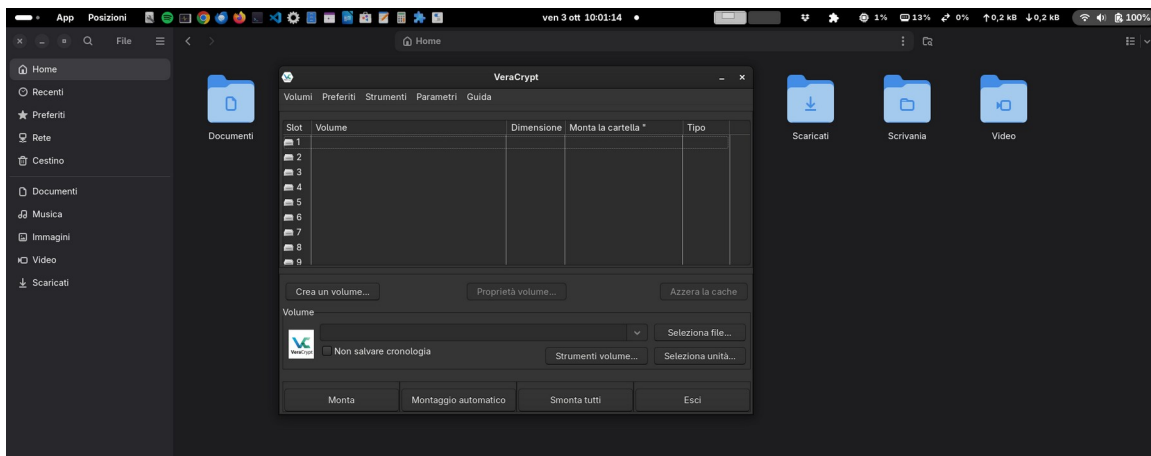 App Posizioni ven 3 ott 10:01:14 1% 13% 0% ↑0,2 kB ↓0,2 kB 100%
File Home
Home
Recenti
Preferiti
Rete
Cestino
Documenti
Musica
Immagini
Video
Scaricati
Documenti
Scaricati
Scrivania
Video
VeraCrypt
Volumi Preferiti Strumenti Parametri Guida
Slot Volume Dimensione Monta la cartella * Tipo
1
2
3
4
5
6
7
8
9
Crea un volume... Proprietà volume... Azzera la cache
Volume
Seleziona file...
VeraCrypt
Non salvare cronologia
Strumenti volume... Seleziona unità...
Monta Montaggio automatico Smonta tutti Esci